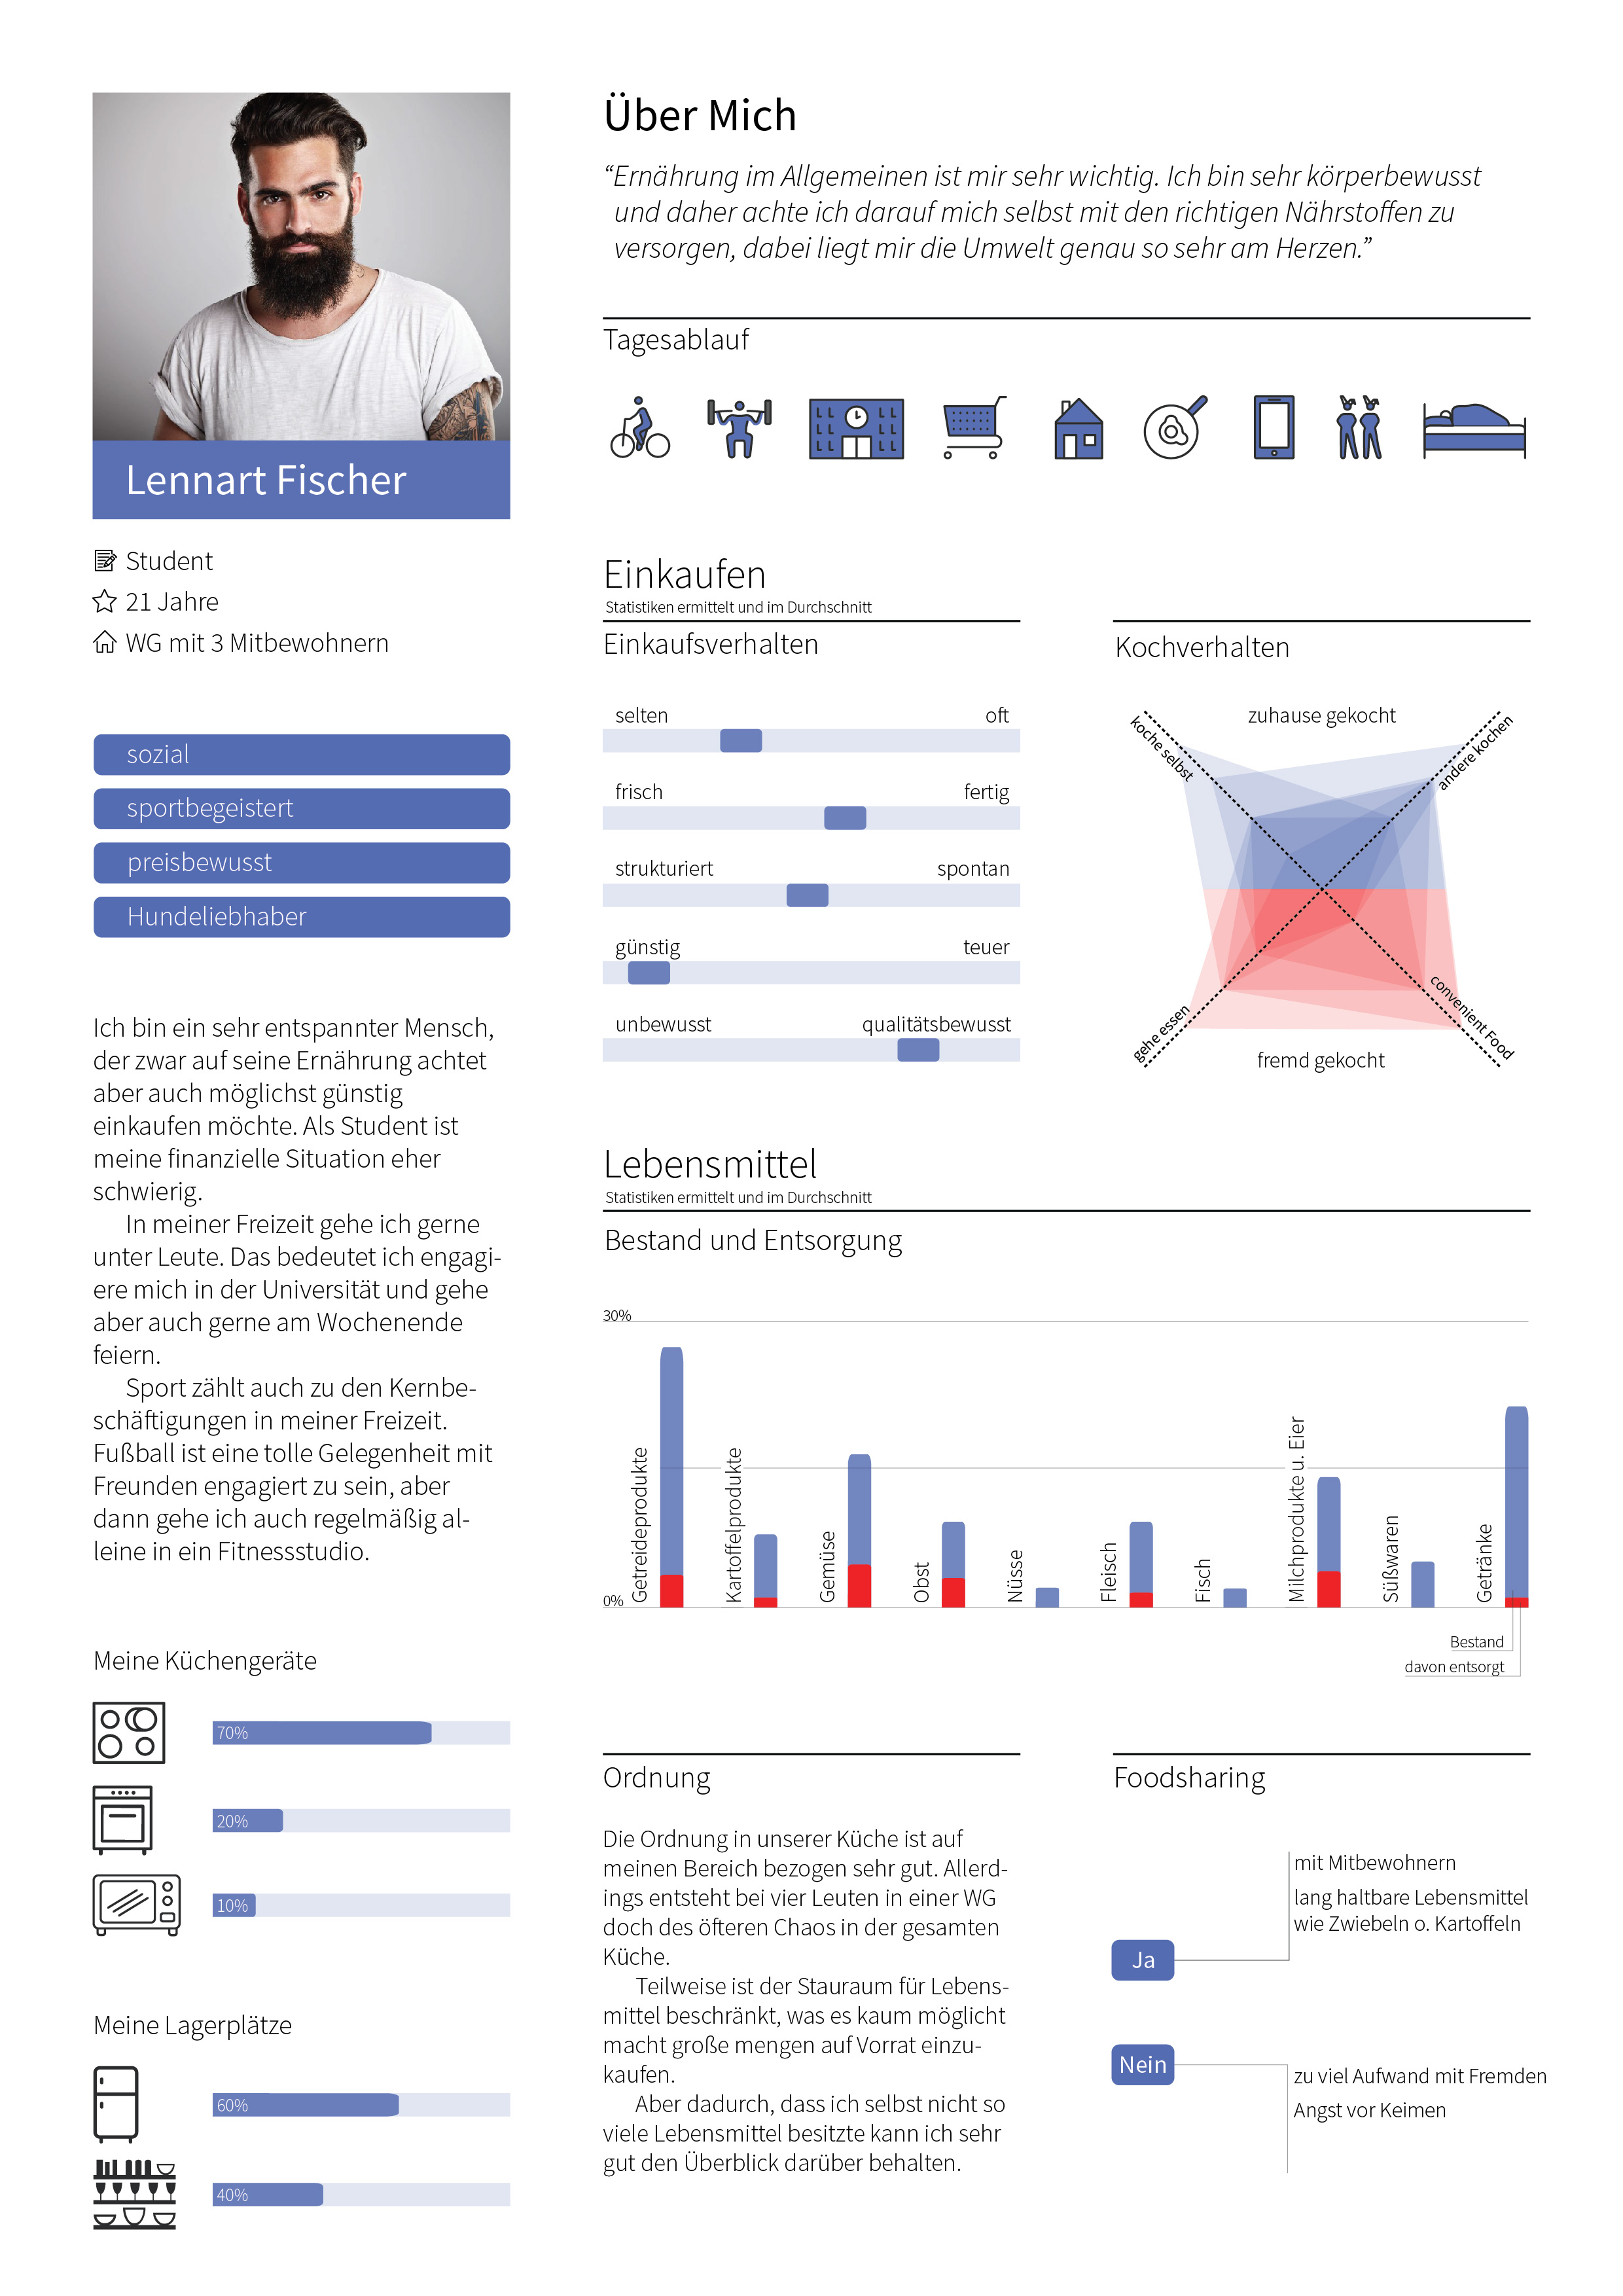 Lennart Fischer
Student
21 Jahre
WG mit 3 Mitbewohnern
sozial
sportbegeistert
preisbewusst
Hundeliebhaber
Ich bin ein sehr entspannter Mensch,
der zwar auf seine Ernährung achtet
aber auch möglichst günstig
einkaufen möchte. Als Student ist
meine finanzielle Situation eher
schwierig.
In meiner Freizeit gehe ich gerne
unter Leute. Das bedeutet ich engagi-
ere mich in der Universität und gehe
aber auch gerne am Wochenende
feiern.
Sport zählt auch zu den Kernbe-
schäftigungen in meiner Freizeit.
Fußball ist eine tolle Gelegenheit mit
Freunden engagiert zu sein, aber
dann gehe ich auch regelmäßig al-
leine in ein Fitnessstudio.
Meine Küchengeräte
70%
20%
10%
Meine Lagerplätze
60%
40%
Über Mich
“Ernährung im Allgemeinen ist mir sehr wichtig. Ich bin sehr körperbewusst
und daher achte ich darauf mich selbst mit den richtigen Nährstoffen zu
versorgen, dabei liegt mir die Umwelt genau so sehr am Herzen.”
Tagesablauf
Einkaufen
Statistiken ermittelt und im Durchschnitt
Einkaufsverhalten
selten oft
frisch fertig
strukturiert spontan
günstig teuer
unbewusst qualitätsbewusst
Kochverhalten
zuhause gekocht
koche selbst
andere kochen
gehe essen
convenient Food
fremd gekocht
Lebensmittel
Statistiken ermittelt und im Durchschnitt
Bestand und Entsorgung
30%
0%
Getreideprodukte
Kartoffelprodukte
Gemüse
Obst
Nüsse
Fleisch
Fisch
Milchprodukte u. Eier
Süßwaren
Getränke
Bestand
davon entsorgt
Ordnung
Die Ordnung in unserer Küche ist auf
meinen Bereich bezogen sehr gut. Allerd-
ings entsteht bei vier Leuten in einer WG
doch des öfteren Chaos in der gesamten
Küche.
Teilweise ist der Stauraum für Lebens-
mittel beschränkt, was es kaum möglicht
macht große mengen auf Vorrat einzu-
kaufen.
Aber dadurch, dass ich selbst nicht so
viele Lebensmittel besitzte kann ich sehr
gut den Überblick darüber behalten.
Foodsharing
mit Mitbewohnern
lang haltbare Lebensmittel
wie Zwiebeln o. Kartoffeln
Ja
Nein
zu viel Aufwand mit Fremden
Angst vor Keimen